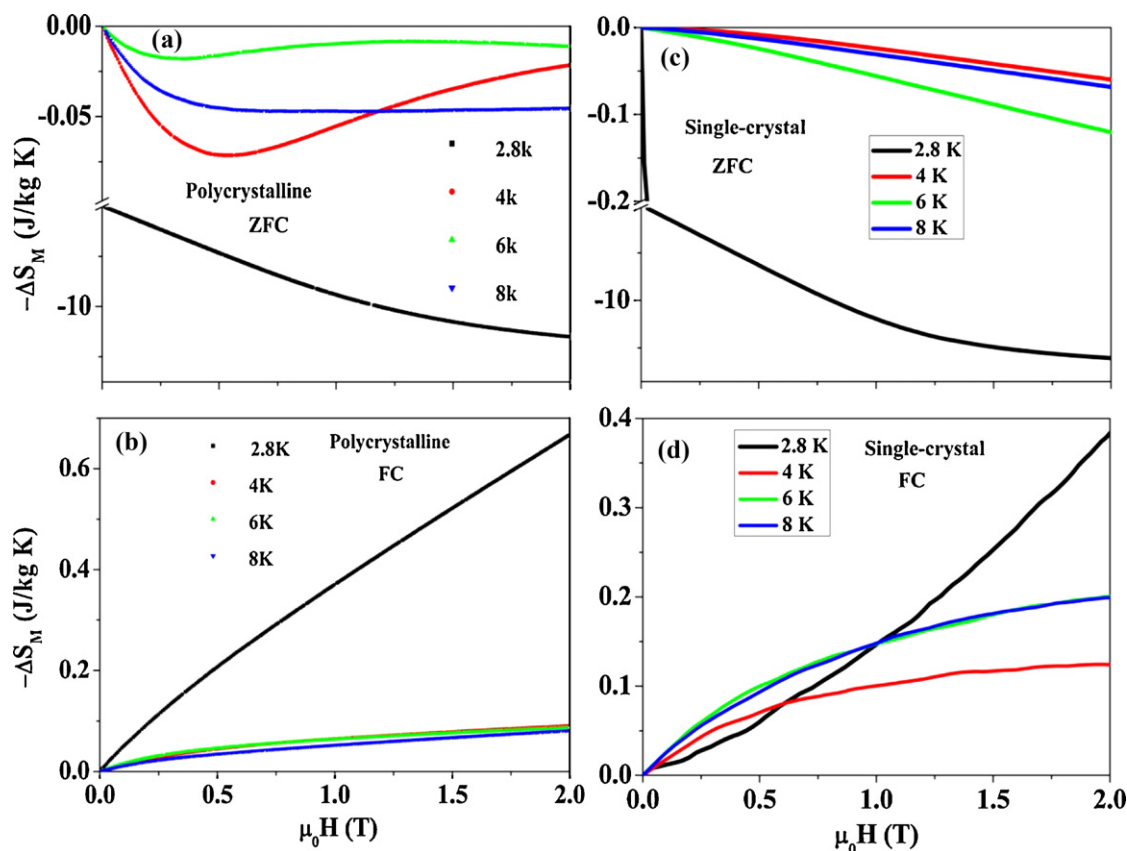 −ΔS_M (J/kg K)
0.00
-0.05
-10
(a)
Polycrystalline
ZFC
2.8k
4k
6k
8k
0.0
-0.1
-0.2
-10
(c)
Single-crystal
ZFC
2.8 K
4 K
6 K
8 K
−ΔS_M (J/kg K)
0.6
0.4
0.2
0.0
(b)
Polycrystalline
FC
2.8K
4K
6K
8K
0.0
0.5
1.0
1.5
2.0
μ₀H (T)
0.4
0.3
0.2
0.1
0.0
(d)
Single-crystal
FC
2.8 K
4 K
6 K
8 K
0.5
1.0
1.5
2.0
μ₀H (T)